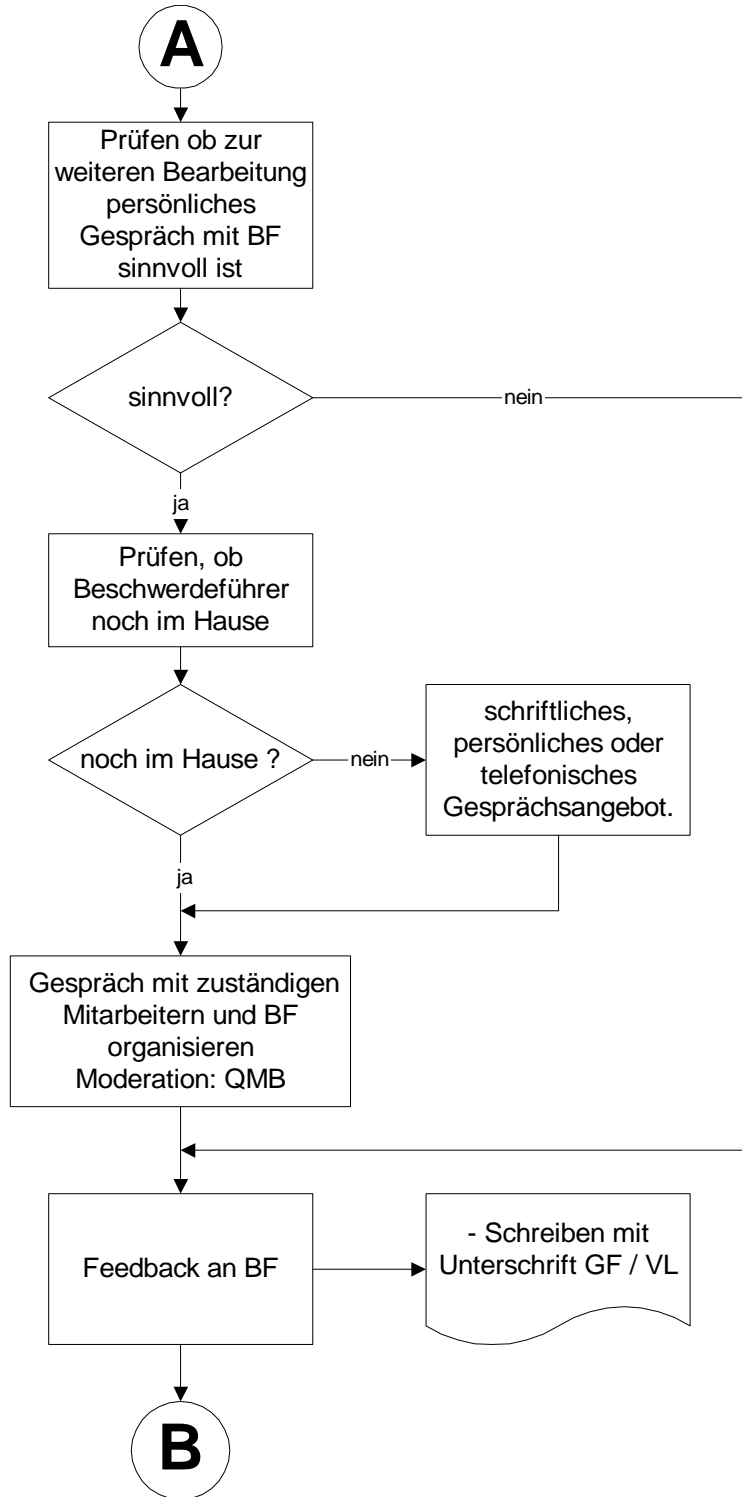 A
Prüfen ob zur
weiteren Bearbeitung
persönliches
Gespräch mit BF
sinnvoll ist
sinnvoll?
nein
ja
Prüfen, ob
Beschwerdeführer
noch im Hause
noch im Hause ?
nein
schriftliches,
persönliches oder
telefonisches
Gesprächsangebot.
ja
Gespräch mit zuständigen
Mitarbeitern und BF
organisieren
Moderation: QMB
Feedback an BF
- Schreiben mit
Unterschrift GF / VL
B